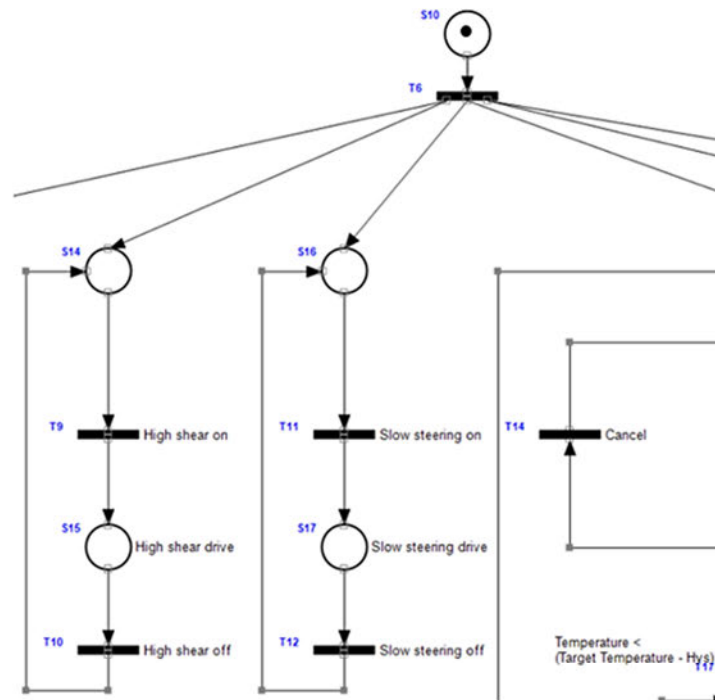 S10
T6
S14
S16
T9
High shear on
T11
Slow steering on
T14
Cancel
S15
High shear drive
S17
Slow steering drive
T10
High shear off
T12
Slow steering off
Temperature <
(Target Temperature - Hys)
T17